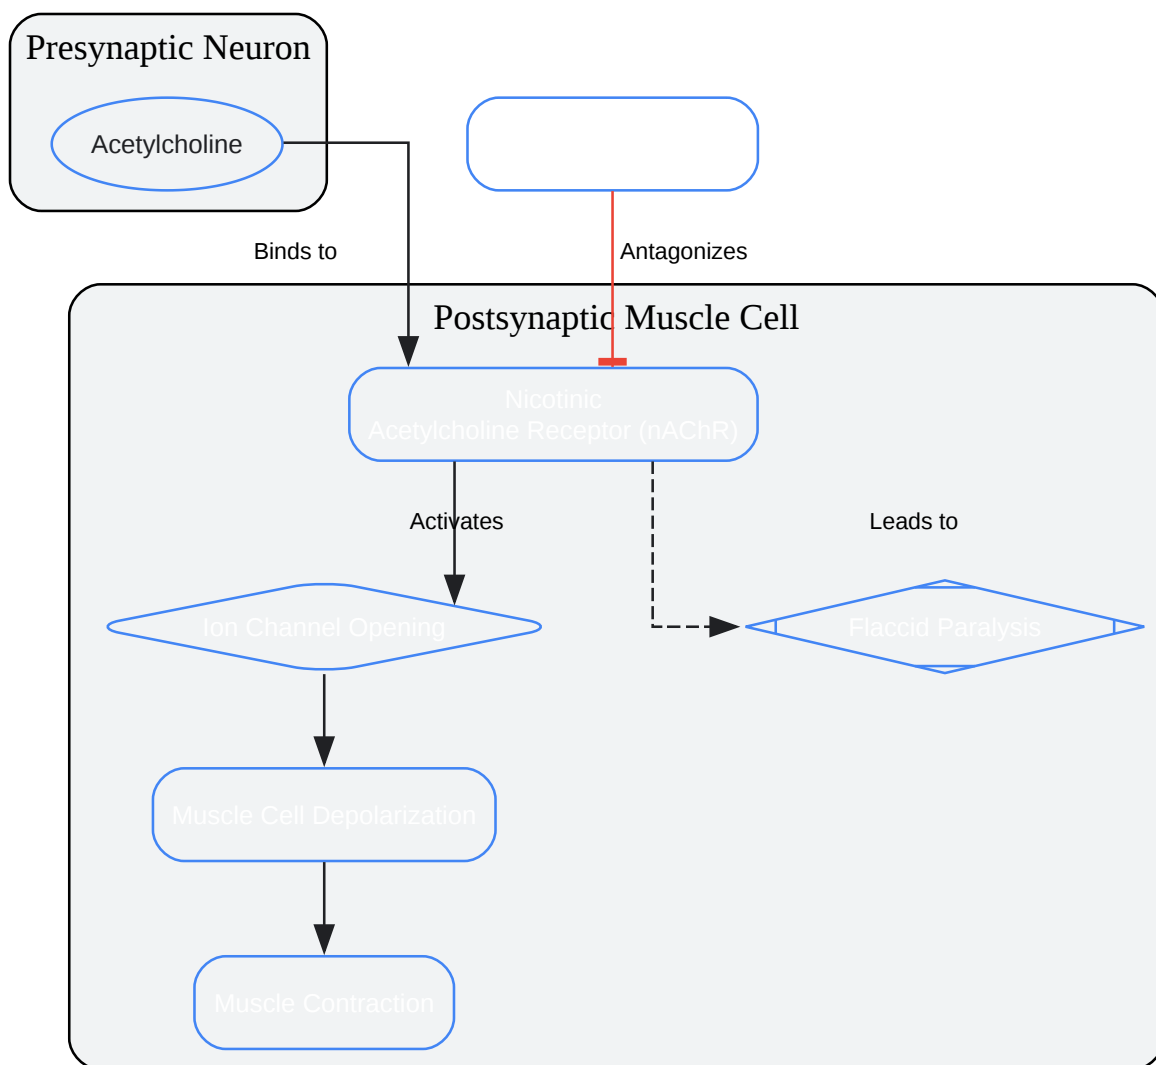 Presynaptic Neuron
Acetylcholine
Binds to
Antagonizes
Postsynaptic Muscle Cell
Nicotinic
Acetylcholine Receptor (nAChR)
Activates
Leads to
Ion Channel Opening
Flaccid Paralysis
Muscle Cell Depolarization
Muscle Contraction